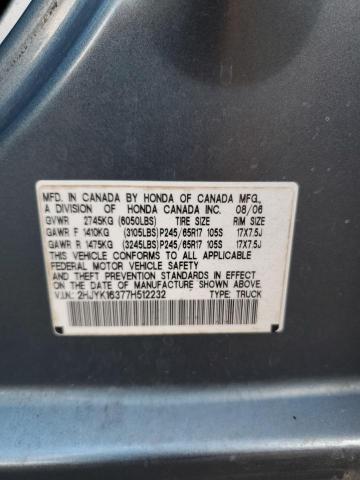 MFD. IN CANADA BY HONDA OF CANADA MFG.,
A DIVISION OF HONDA CANADA INC. 08/06
GVWR 2745KG (6050LBS) TIRE SIZE RIM SIZE
GAWR F 1410KG (3105LBS)P245/65R17 105S 17X7.5J
GAWR R 1475KG (3245LBS)P245/65R17 105S 17X7.5J
THIS VEHICLE CONFORMS TO ALL APPLICABLE
FEDERAL MOTOR VEHICLE SAFETY
AND THEFT PREVENTION STANDARDS IN EFFECT
ON THE DATE OF MANUFACTURE SHOWN ABOVE.
V.I.N.: 2HJYK16377H512232 TYPE: TRUCK